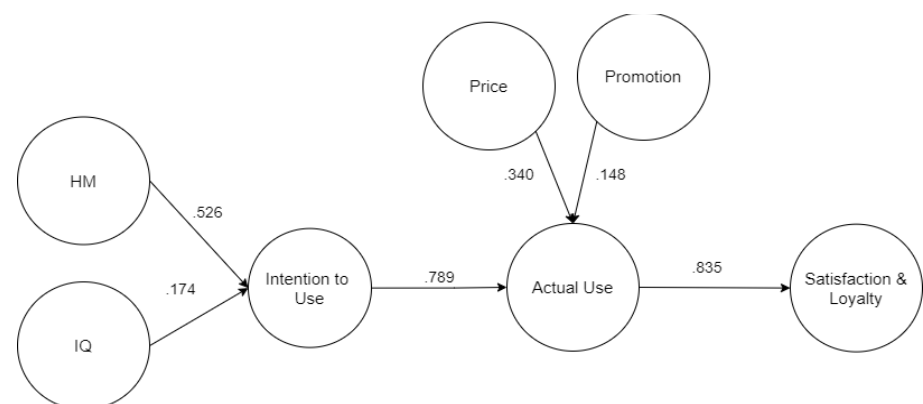 Price
Promotion
.340
.148
HM
.526
IQ
.174
Intention to
Use
.789
Actual Use
.835
Satisfaction &
Loyalty